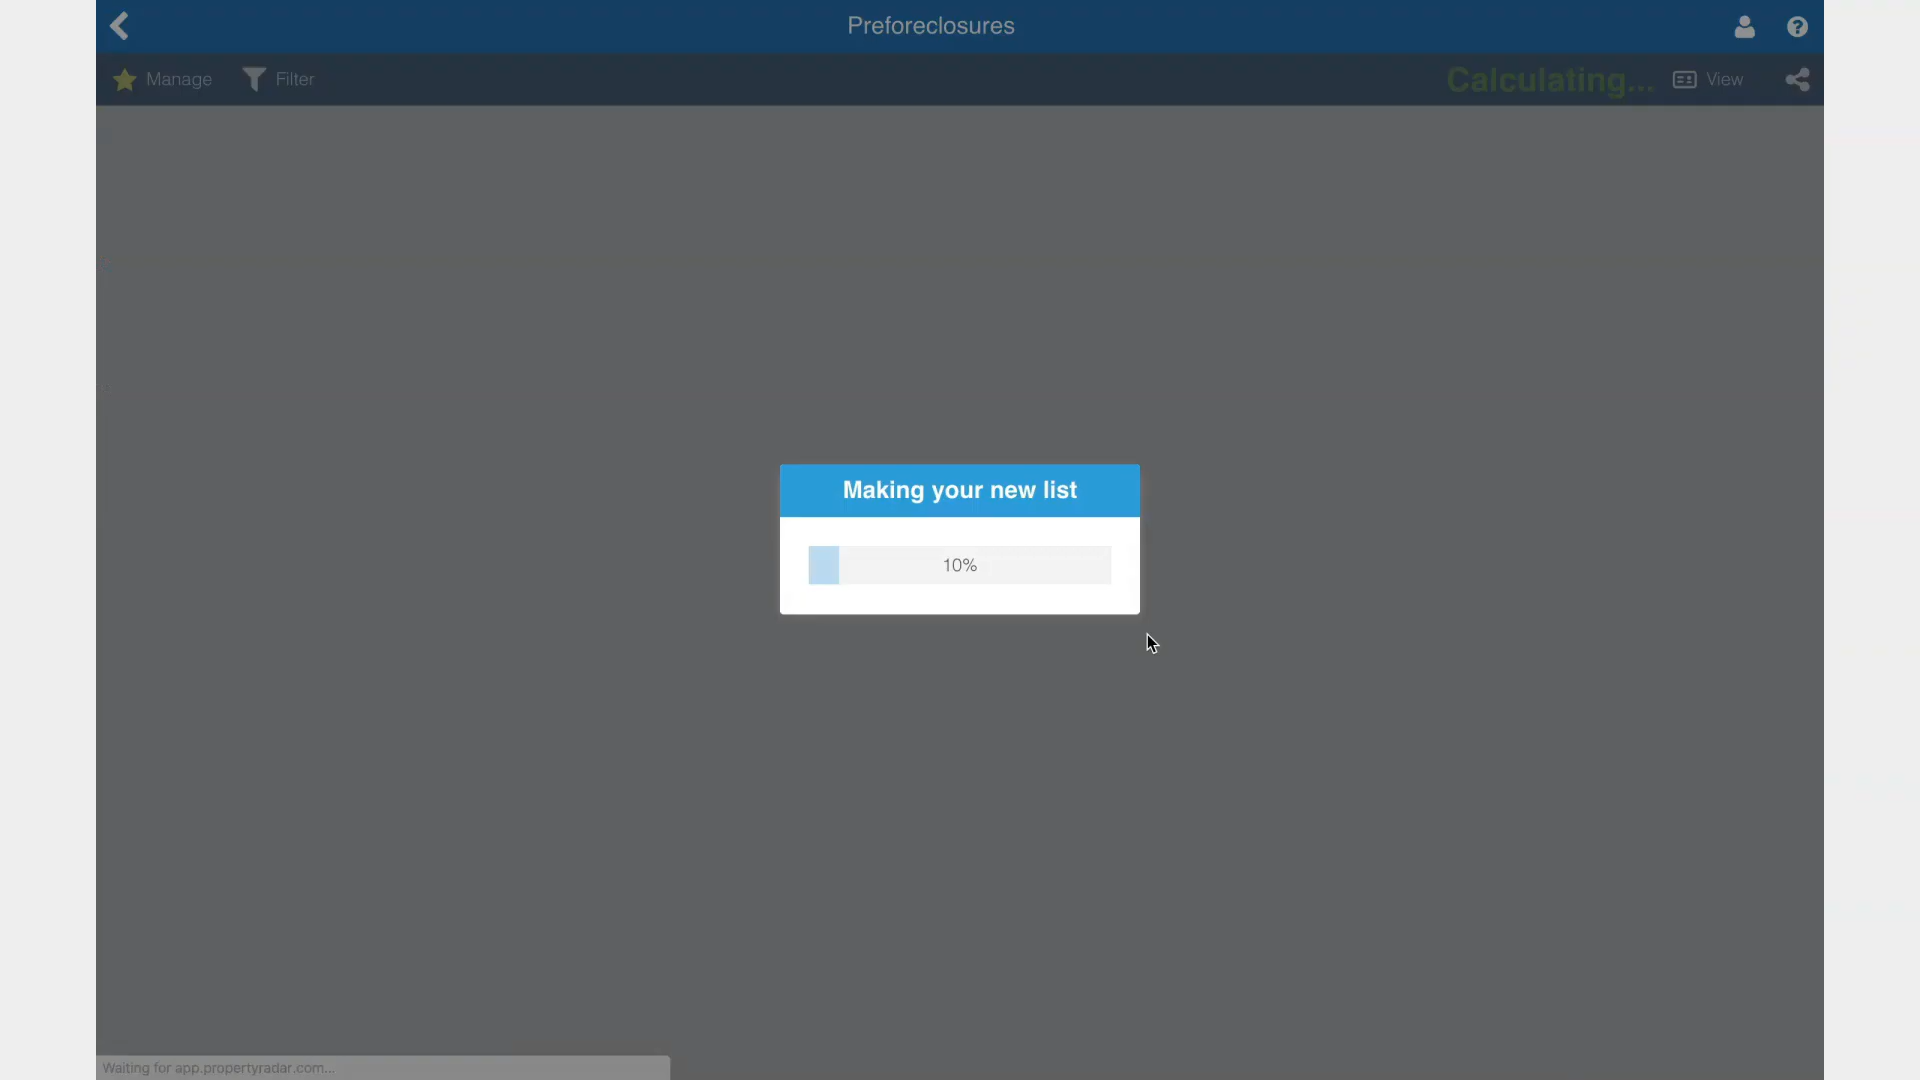 Preforeclosures
Manage
Filter
Calculating...
View
Making your new list
10%
Waiting for app.propertyradar.com...